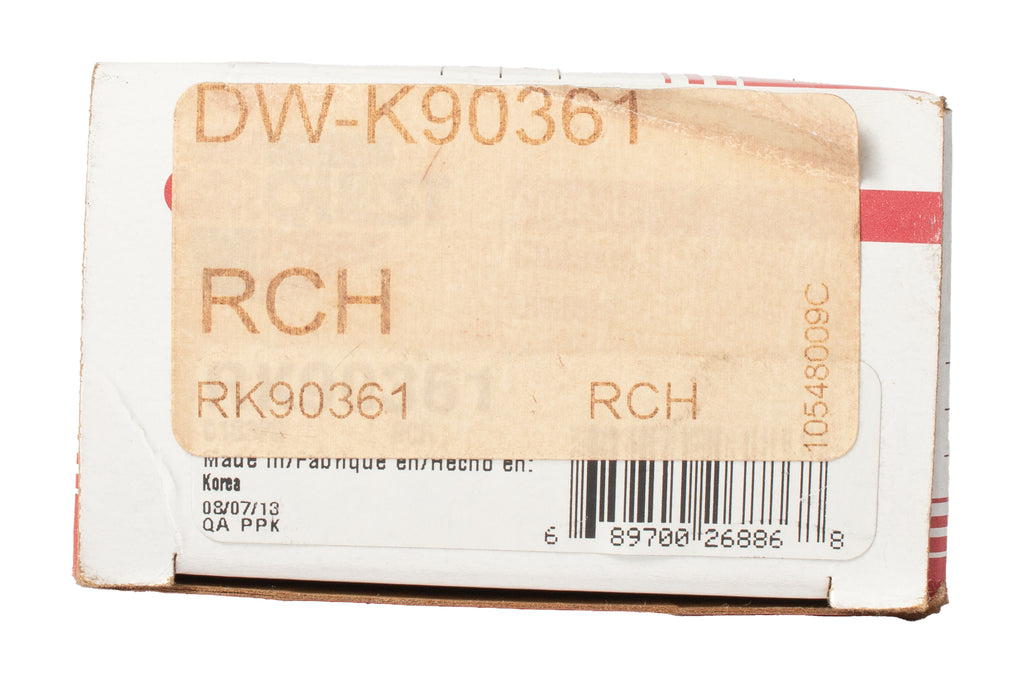 DW-K90361
RCH
RK90361 RCH
10548009C
Made in/Fabriqué en/Hecho en:
Korea
08/07/13
QA PPK
6 89700 26886 8